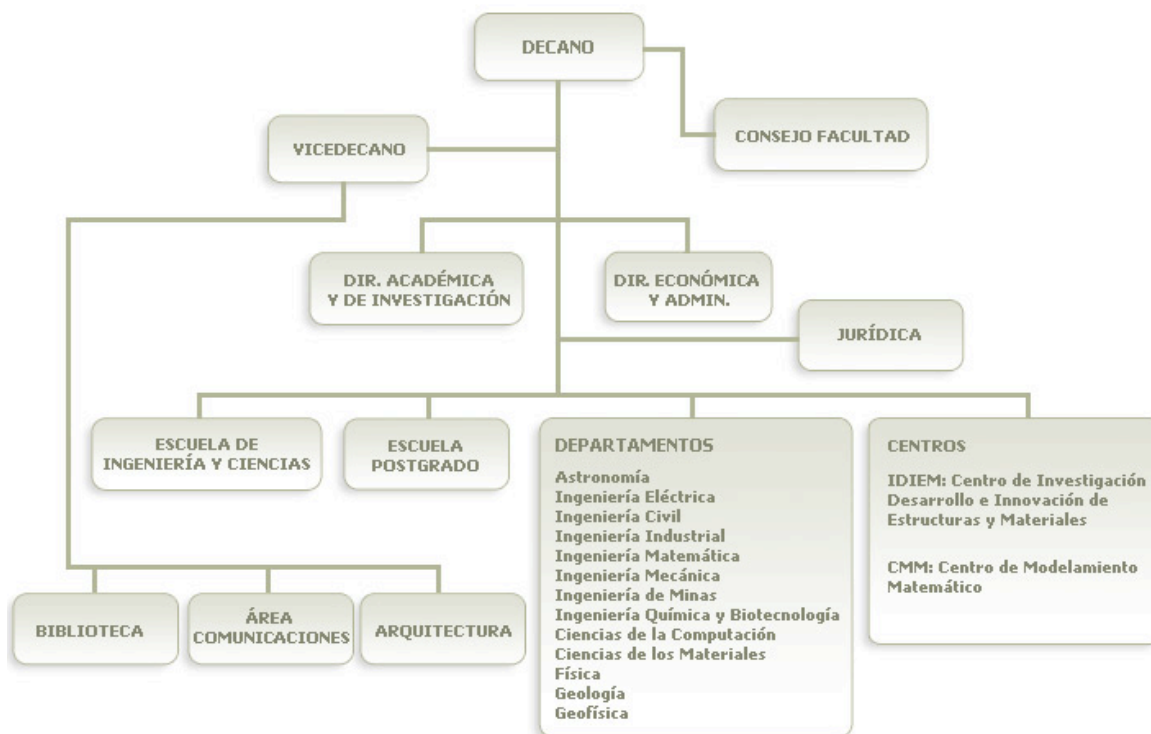 DECANO
CONSEJO FACULTAD
VICEDECANO
DIR. ACADÉMICA
Y DE INVESTIGACIÓN
DIR. ECONÓMICA
Y ADMIN.
JURÍDICA
ESCUELA DE
INGENIERÍA Y CIENCIAS
ESCUELA
POSTGRADO
DEPARTAMENTOS
Astronomía
Ingeniería Eléctrica
Ingeniería Civil
Ingeniería Industrial
Ingeniería Matemática
Ingeniería Mecánica
Ingeniería de Minas
Ingeniería Química y Biotecnología
Ciencias de la Computación
Ciencias de los Materiales
Física
Geología
Geofísica
CENTROS
IDIEM: Centro de Investigación
Desarrollo e Innovación de
Estructuras y Materiales
CMM: Centro de Modelamiento
Matemático
BIBLIOTECA
ÁREA
COMUNICACIONES
ARQUITECTURA